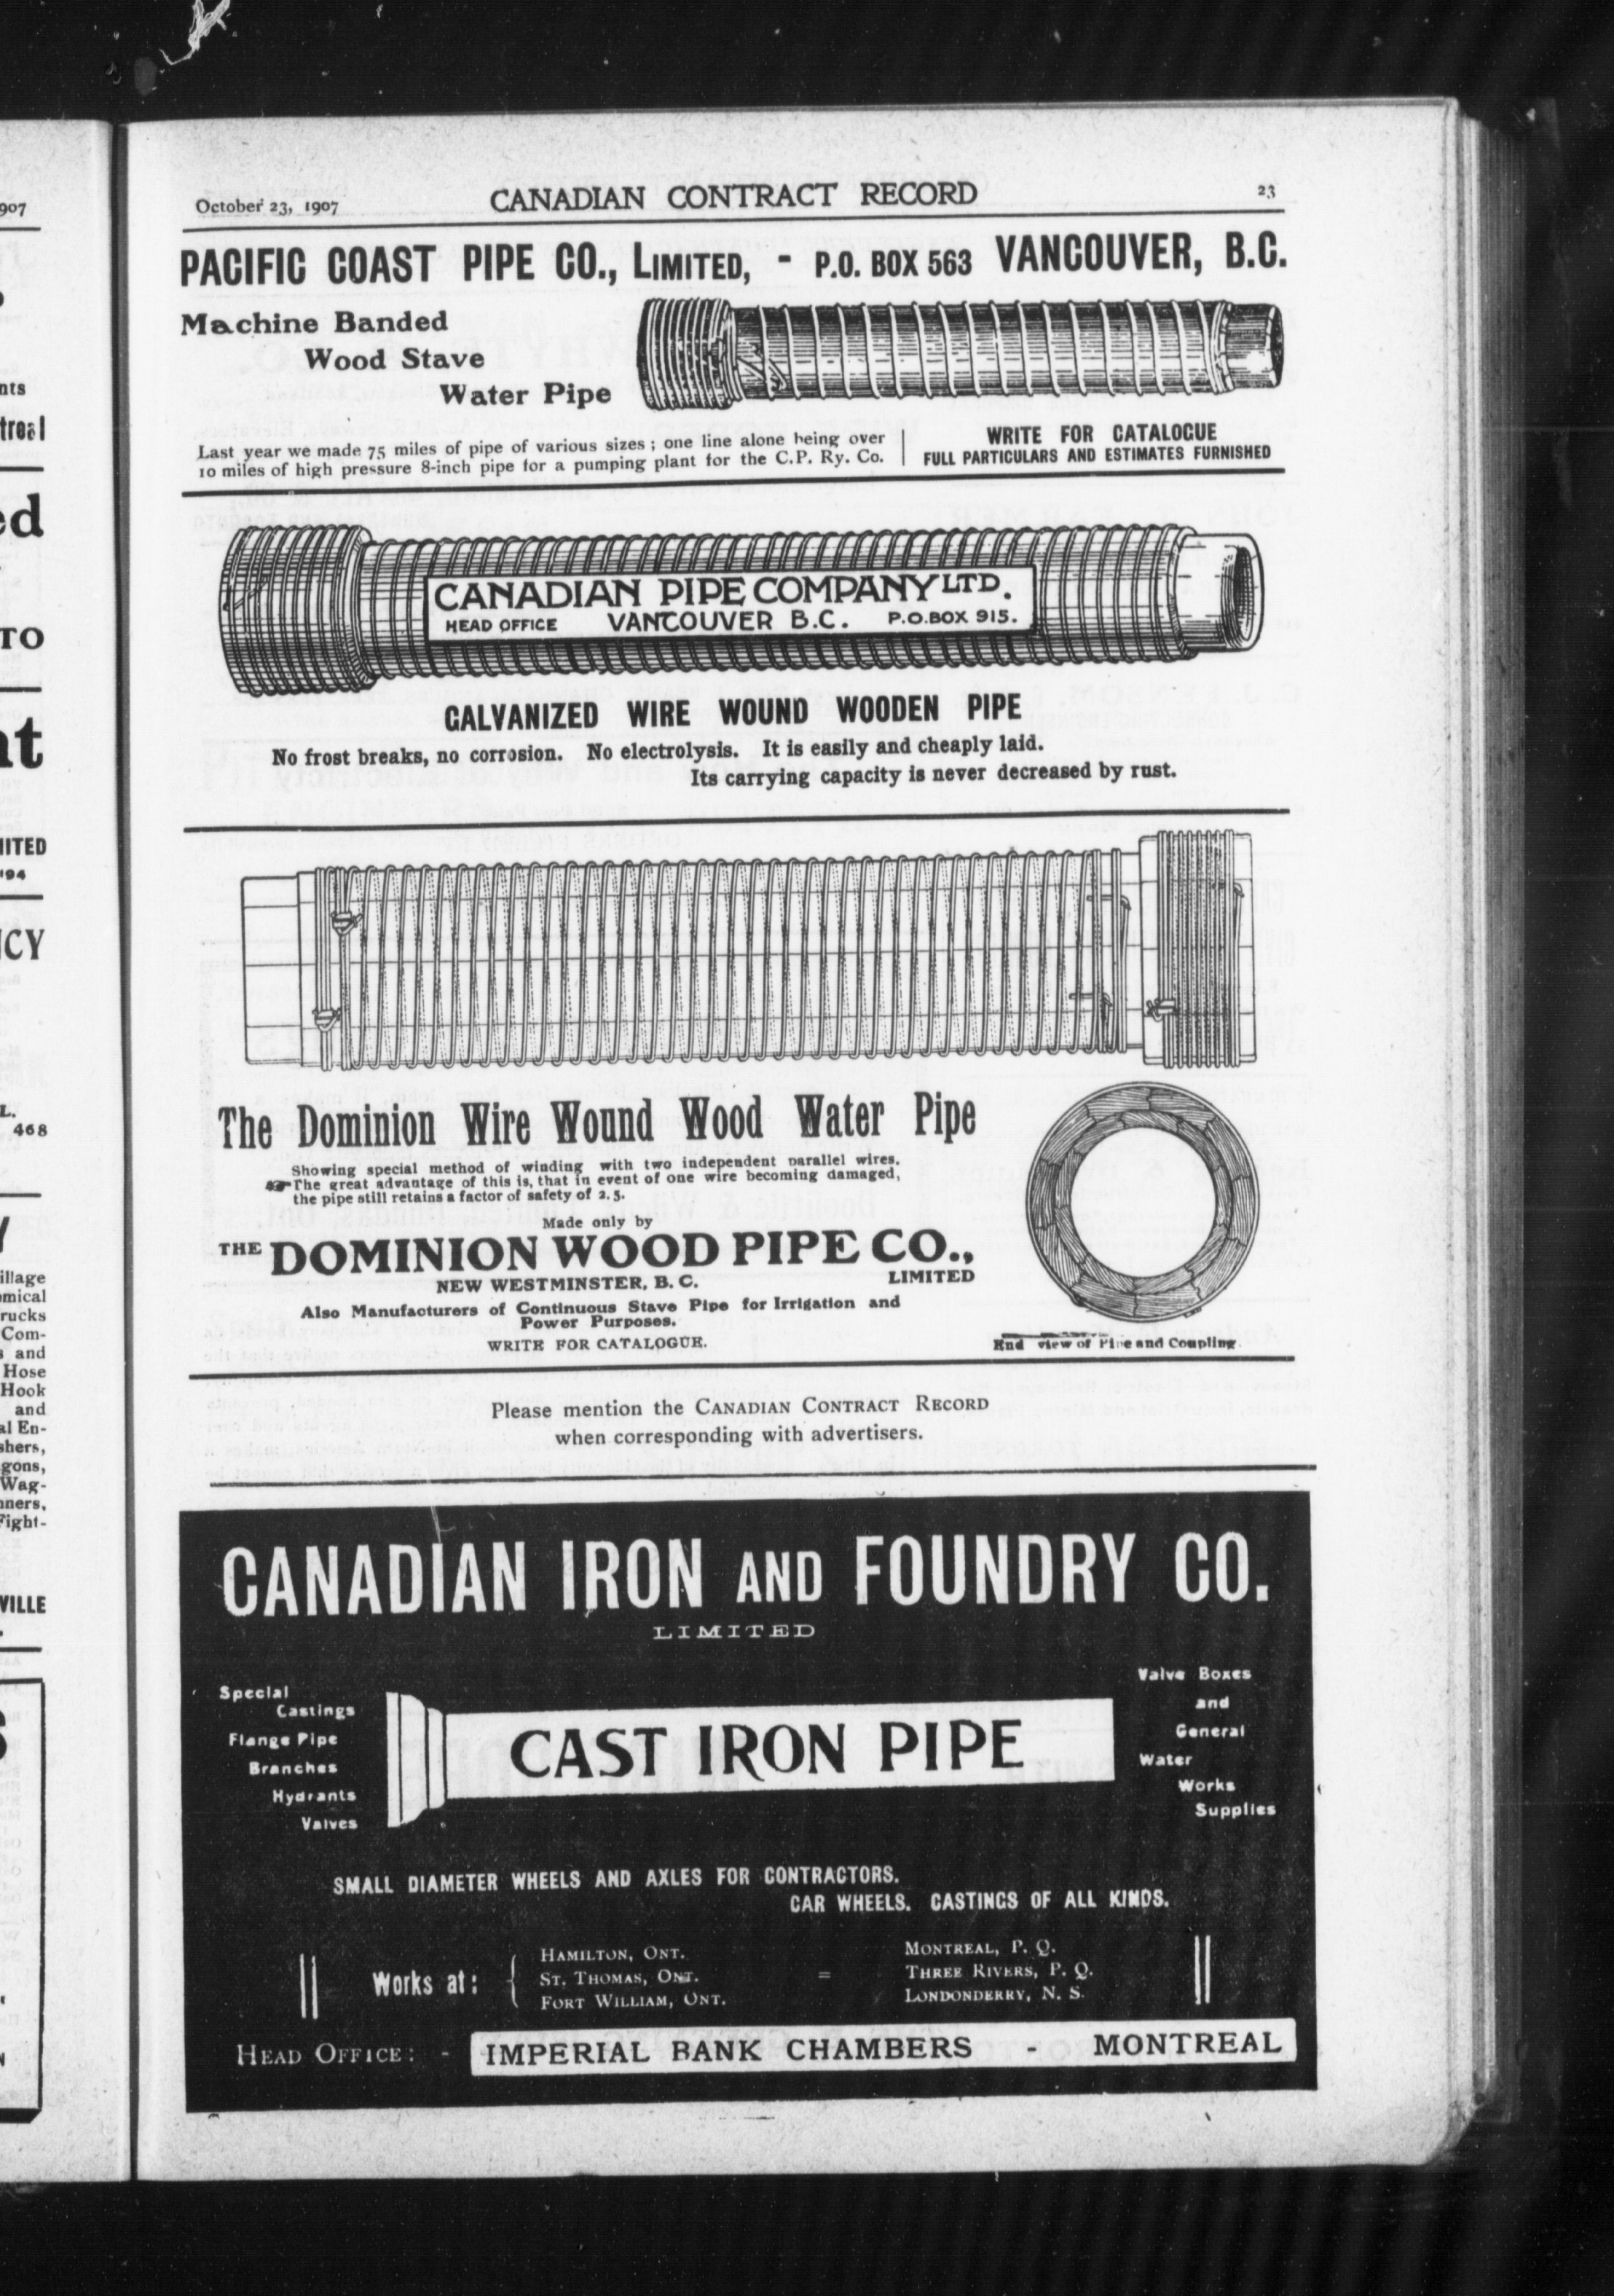 October 23, 1907
CANADIAN CONTRACT RECORD
23
PACIFIC COAST PIPE CO., LIMITED, - P.O. BOX 563 VANCOUVER, B.C.
Machine Banded
Wood Stave
Water Pipe
Last year we made 75 miles of pipe of various sizes; one line alone being over
10 miles of high pressure 8-inch pipe for a pumping plant for the C.P. Ry. Co.
WRITE FOR CATALOGUE
FULL PARTICULARS AND ESTIMATES FURNISHED
CANADIAN PIPE COMPANY LTD.
HEAD OFFICE VANCOUVER B.C. P.O.BOX 915.
GALVANIZED WIRE WOUND WOODEN PIPE
No frost breaks, no corrosion. No electrolysis. It is easily and cheaply laid.
Its carrying capacity is never decreased by rust.
The Dominion Wire Wound Wood Water Pipe
Showing special method of winding with two independent parallel wires.
☞The great advantage of this is, that in event of one wire becoming damaged,
the pipe still retains a factor of safety of 2.5.
Made only by
THE DOMINION WOOD PIPE CO.,
LIMITED
NEW WESTMINSTER, B. C.
Also Manufacturers of Continuous Stave Pipe for Irrigation and
Power Purposes.
WRITE FOR CATALOGUE.
End view of Pipe and Coupling.
Please mention the CANADIAN CONTRACT RECORD
when corresponding with advertisers.
CANADIAN IRON AND FOUNDRY CO.
LIMITED
Special
Castings
Flange Pipe
Branches
Hydrants
Valves
CAST IRON PIPE
Valve Boxes
and
General
Water
Works
Supplies
SMALL DIAMETER WHEELS AND AXLES FOR CONTRACTORS.
CAR WHEELS. CASTINGS OF ALL KINDS.
Works at:
HAMILTON, ONT.
ST. THOMAS, ONT.
FORT WILLIAM, ONT.
=
MONTREAL, P. Q.
THREE RIVERS, P. Q.
LONDONDERRY, N. S.
HEAD OFFICE: - IMPERIAL BANK CHAMBERS - MONTREAL